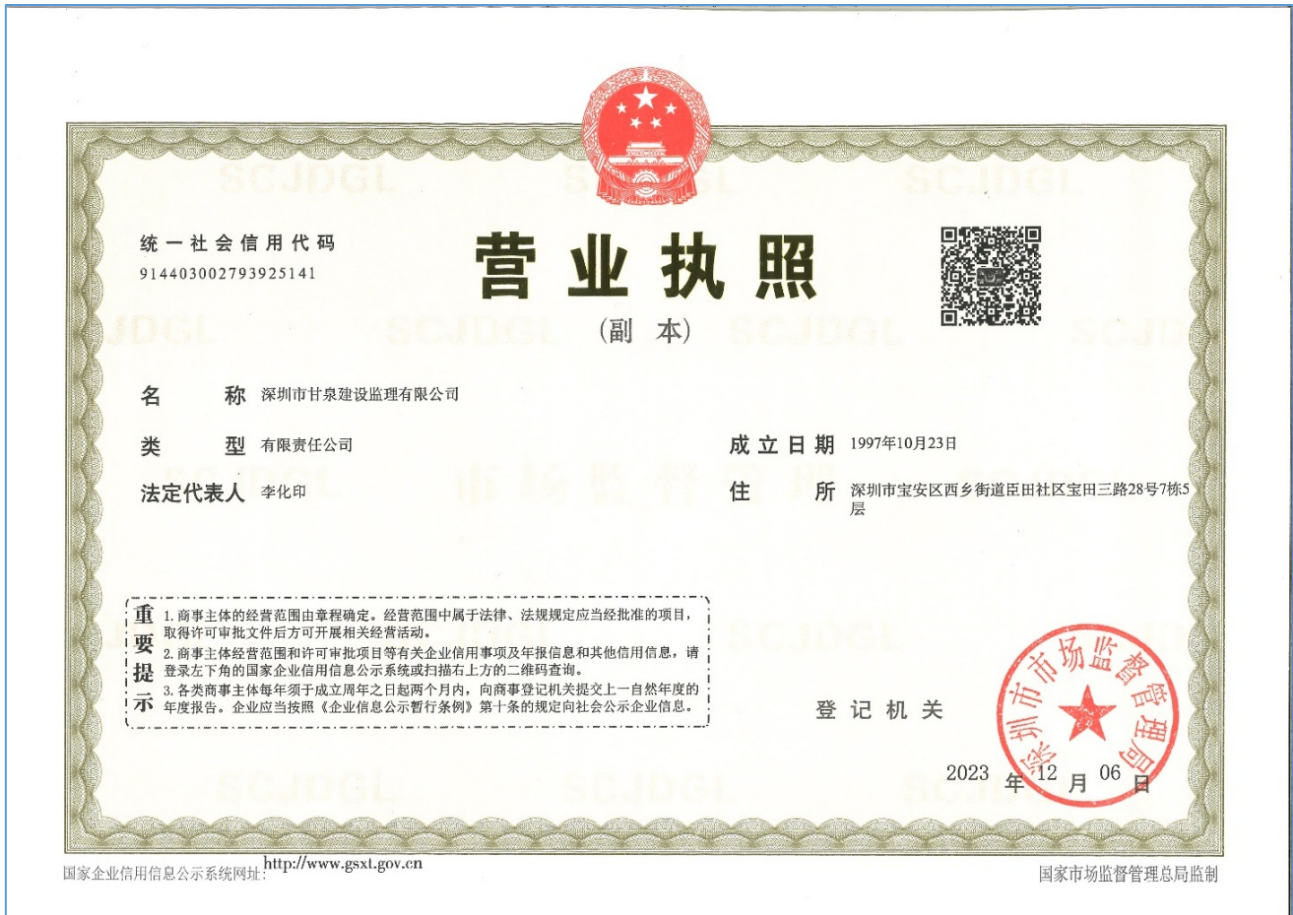 统一社会信用代码
914403002793925141
营业执照
(副 本)
名 称 深圳市甘泉建设监理有限公司
类 型 有限责任公司
法定代表人 李化印
成立日期 1997年10月23日
住 所 深圳市宝安区西乡街道臣田社区宝田三路28号7栋5
层
重要提示
1. 商事主体的经营范围由章程确定。经营范围中属于法律、法规规定应当经批准的项目，
取得许可审批文件后方可开展相关经营活动。
2. 商事主体经营范围和许可审批项目等有关企业信用事项及年报信息和其他信用信息，请
登录左下角的国家企业信用信息公示系统或扫描右上方的二维码查询。
3. 各类商事主体每年须于成立周年之日起两个月内，向商事登记机关提交上一自然年度的
年度报告。企业应当按照《企业信息公示暂行条例》第十条的规定向社会公示企业信息。
登记机关
深圳市市场监督管理局
2023 年 12 月 06 日
国家企业信用信息公示系统网址: http://www.gsxt.gov.cn
国家市场监督管理总局监制
SCJDGL
市场监督管理